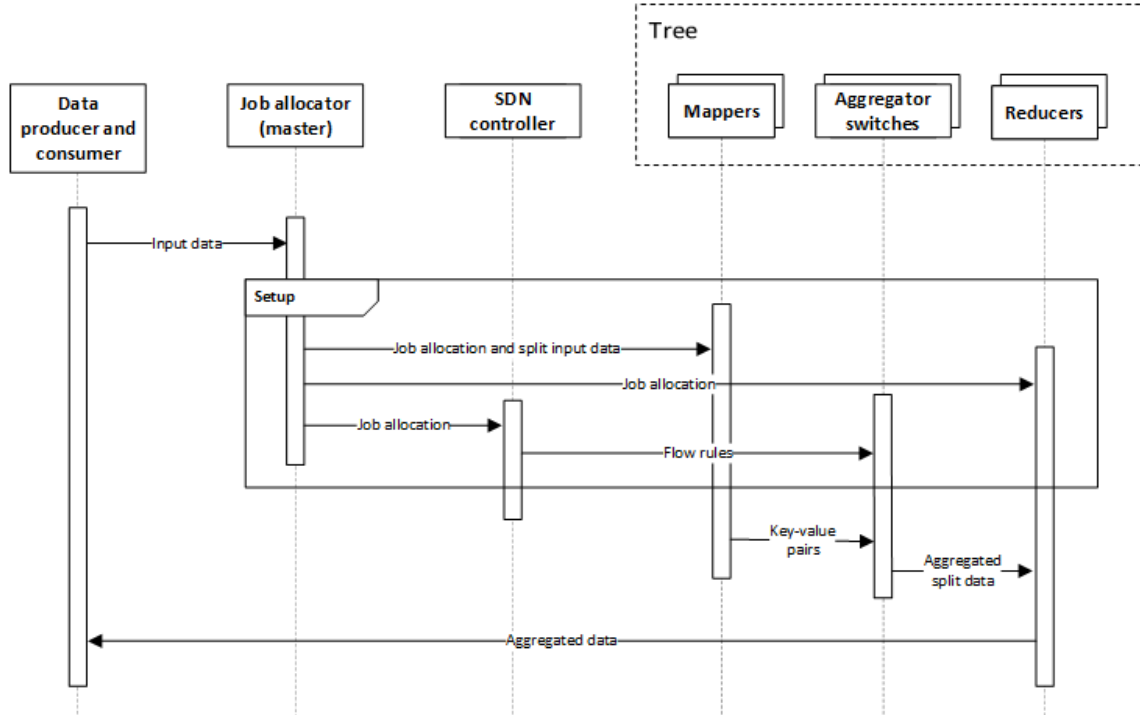 Tree
Data
producer and
consumer
Job allocator
(master)
SDN
controller
Mappers
Aggregator
switches
Reducers
Input data
Setup
Job allocation and split input data
Job allocation
Job allocation
Flow rules
Key-value
pairs
Aggregated
split data
Aggregated data